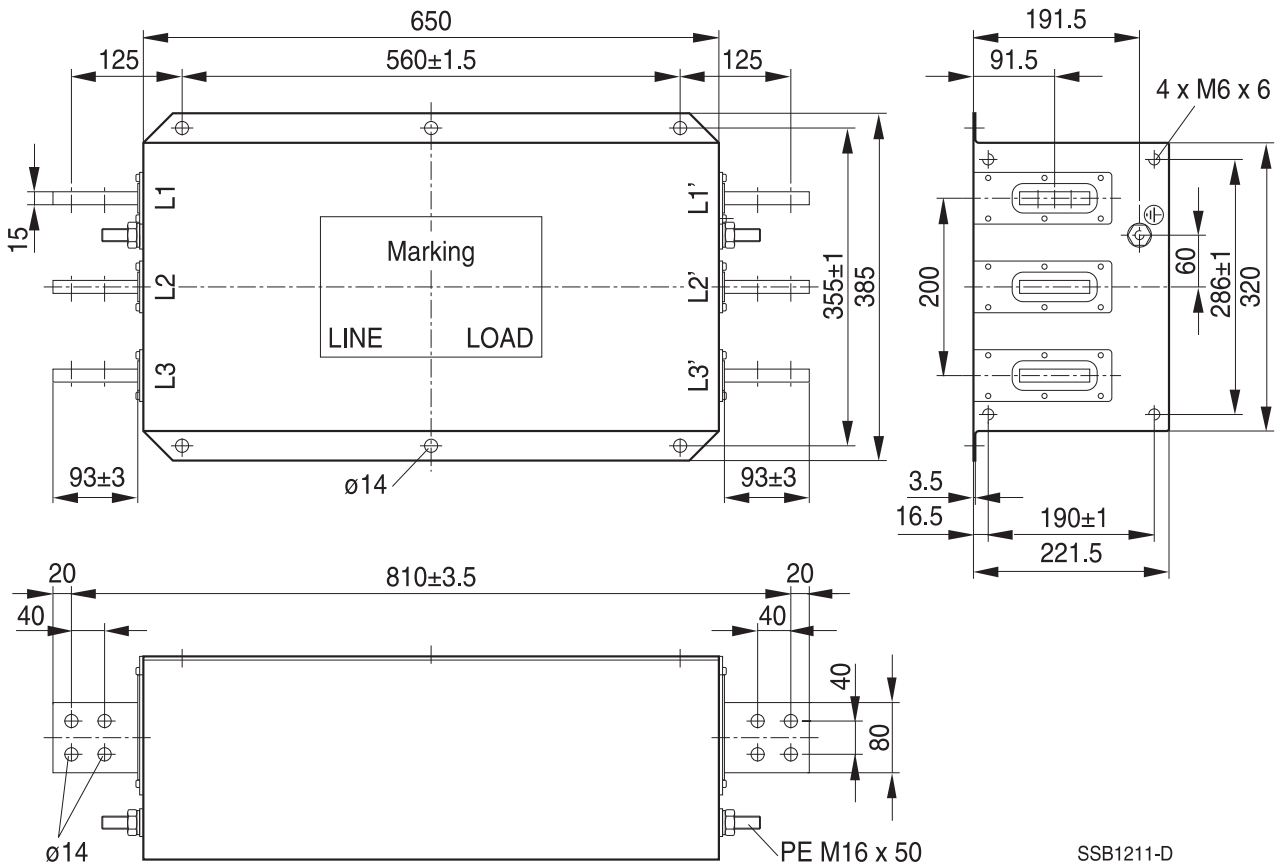 650
125
560±1.5
125
191.5
91.5
4 x M6 x 6
L1
L1’
15
Marking
L2
L2’
LINE
LOAD
L3
L3’
355±1
385
200
60
286±1
320
93±3
ø14
93±3
3.5
16.5
190±1
221.5
20
810±3.5
20
40
40
40
80
ø14
PE M16 x 50
SSB1211-D